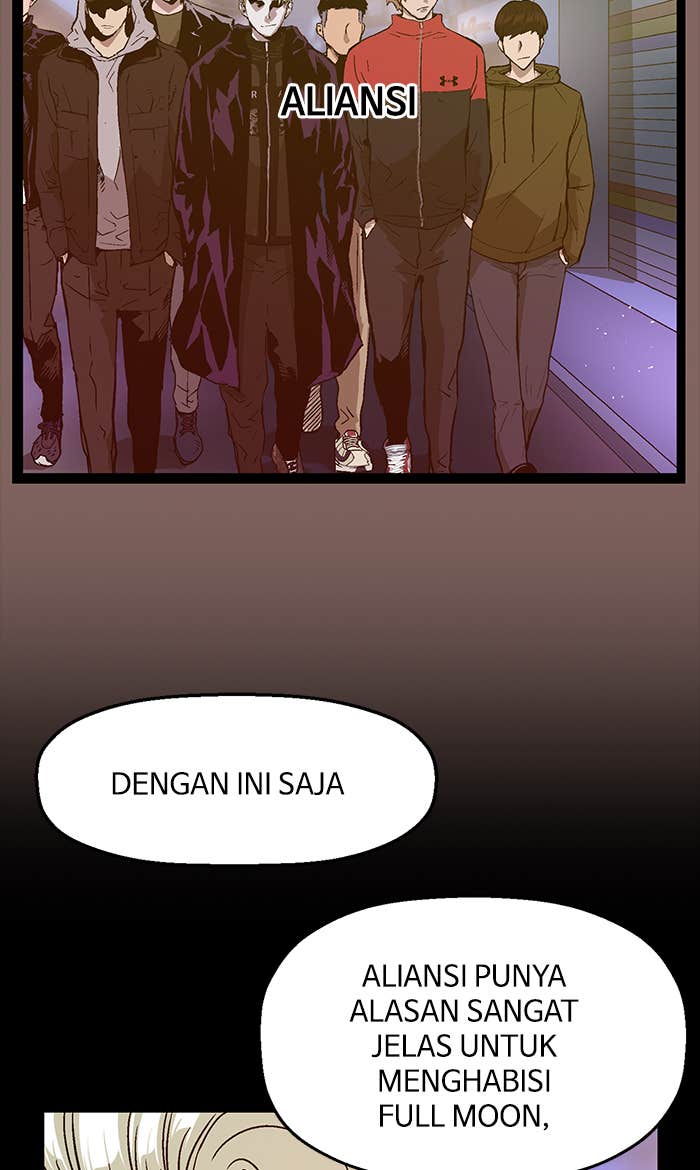 ALIANSI
DENGAN INI SAJA
ALIANSI PUNYA
ALASAN SANGAT
JELAS UNTUK
MENGHABISI
FULL MOON,